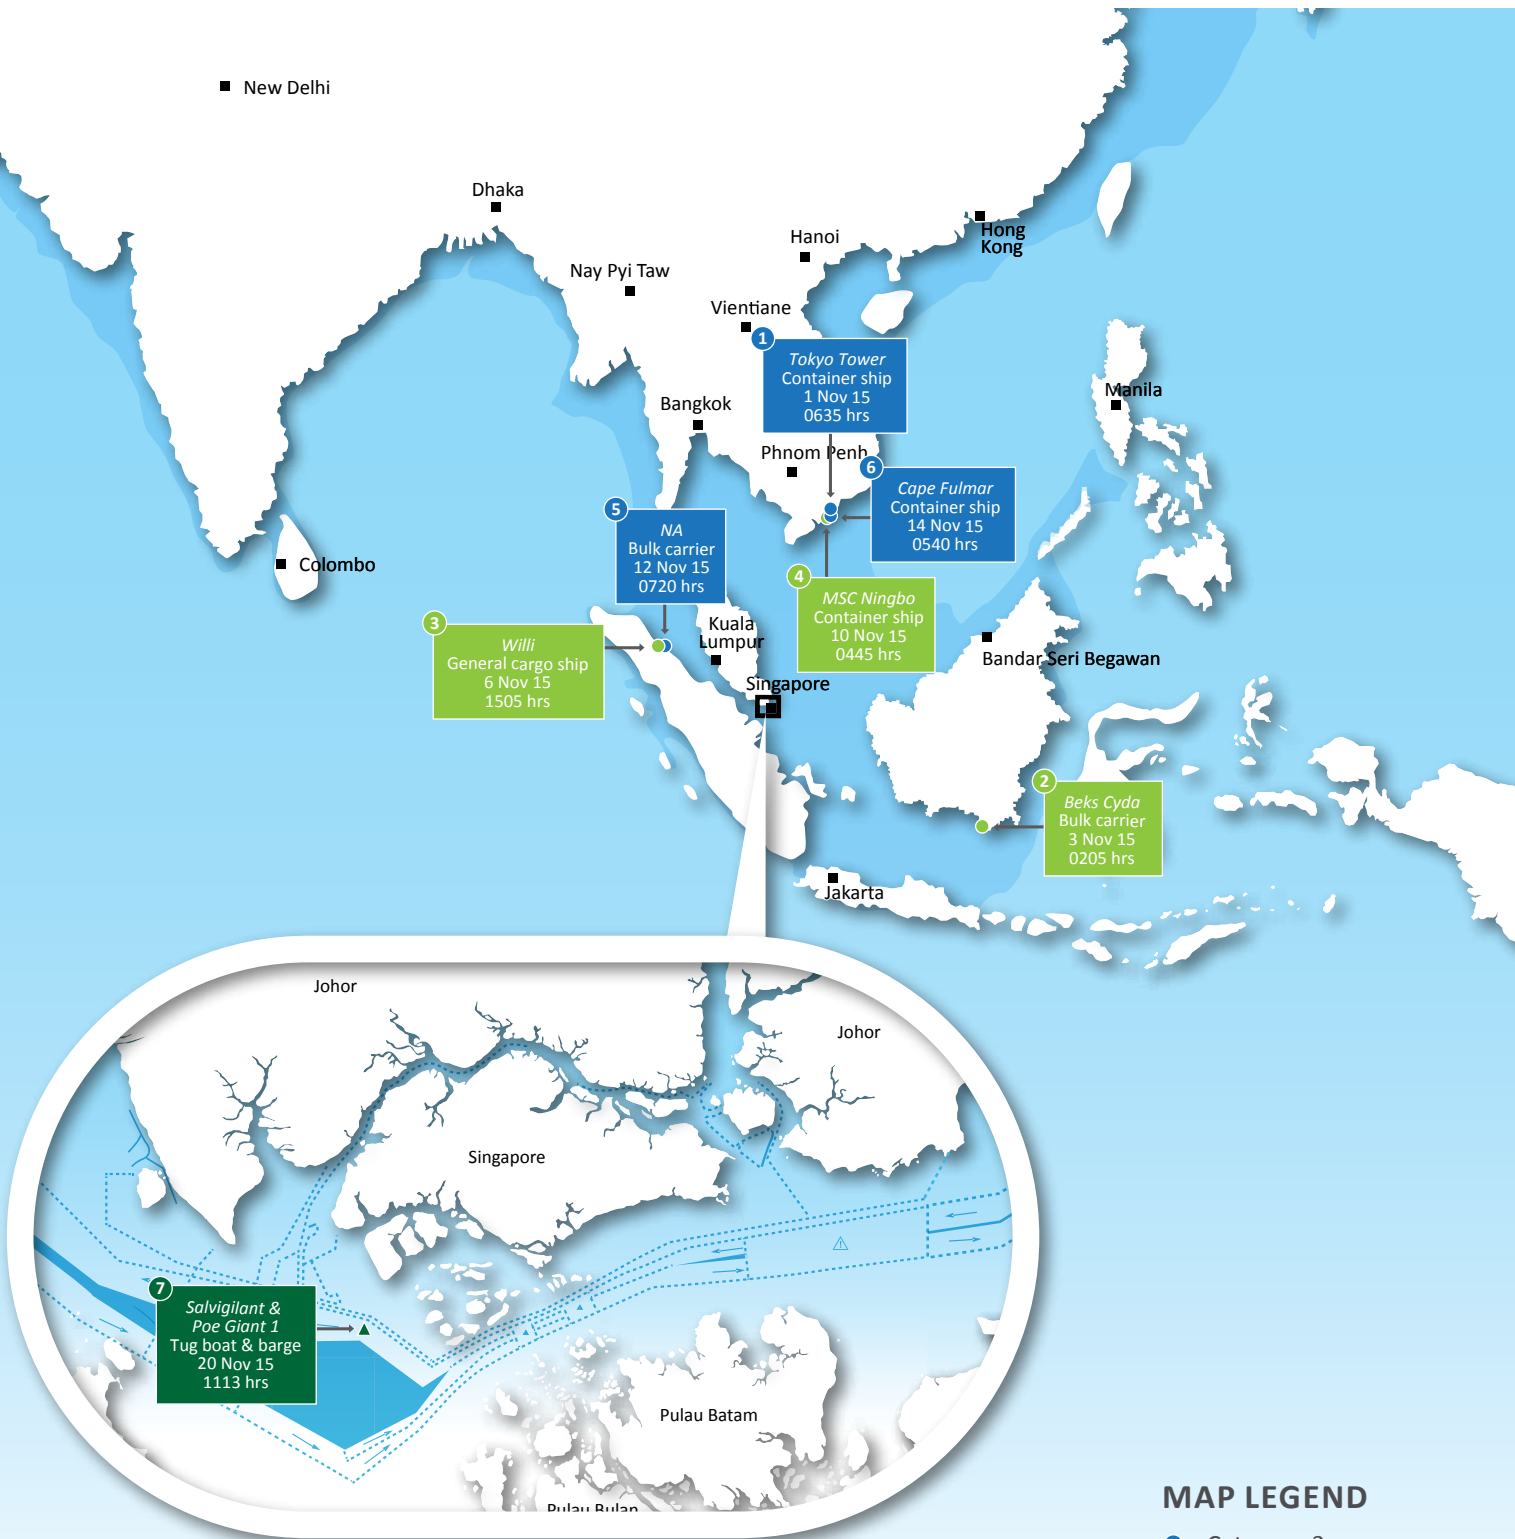 New Delhi
Dhaka
Hanoi
Hong
Kong
Nay Pyi Taw
Vientiane
1
Tokyo Tower
Container ship
1 Nov 15
0635 hrs
Manila
Bangkok
Phnom Penh
6
Cape Fulmar
Container ship
14 Nov 15
0540 hrs
5
NA
Bulk carrier
12 Nov 15
0720 hrs
Colombo
4
MSC Ningbo
Container ship
10 Nov 15
0445 hrs
3
Willi
General cargo ship
6 Nov 15
1505 hrs
Kuala
Lumpur
Bandar Seri Begawan
Singapore
2
Beks Cyda
Bulk carrier
3 Nov 15
0205 hrs
Jakarta
Johor
Johor
Singapore
7
Salvigilant &
Poe Giant 1
Tug boat & barge
20 Nov 15
1113 hrs
Pulau Batam
Pulau Bulan
MAP LEGEND